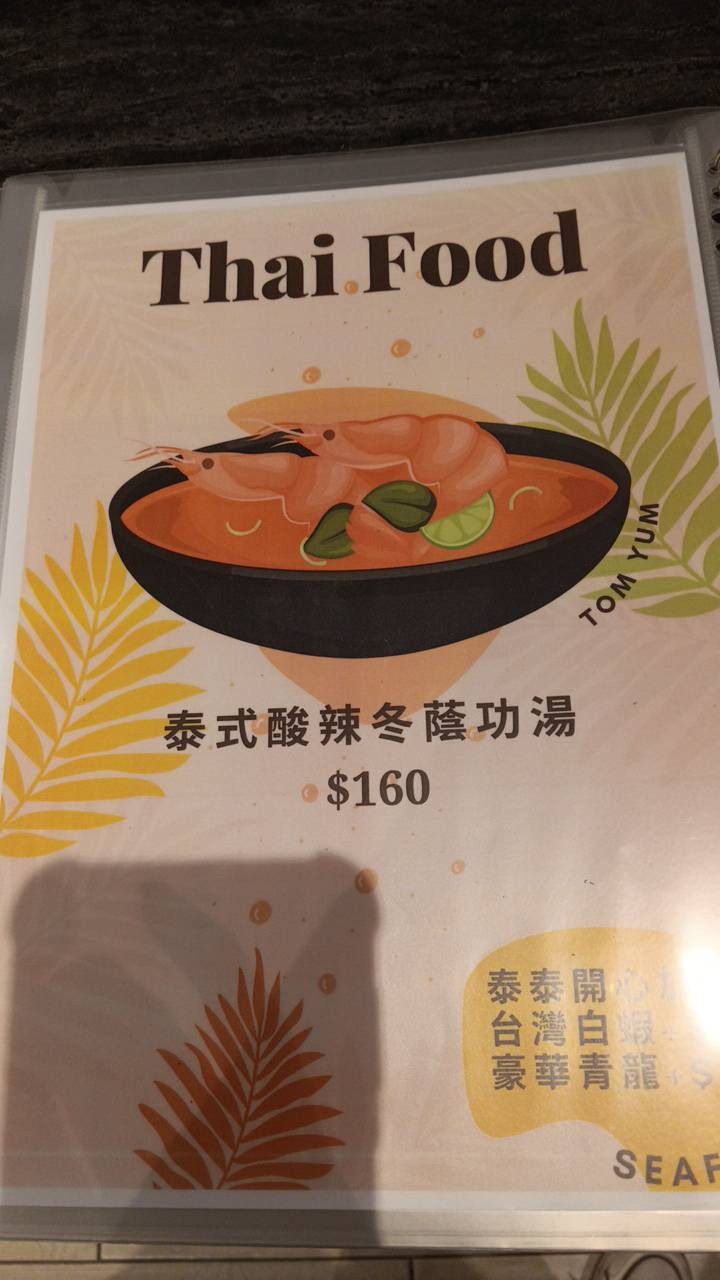 Thai Food
TOM YUM
泰式酸辣冬蔭功湯
$160
泰泰開心
台灣白蝦
豪華青龍+$